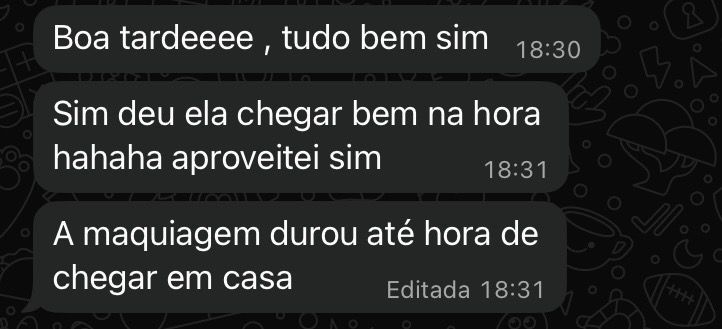 Boa tardeeee , tudo bem sim 18:30
Sim deu ela chegar bem na hora
hahaha aproveitei sim 18:31
A maquiagem durou até hora de
chegar em casa Editada 18:31